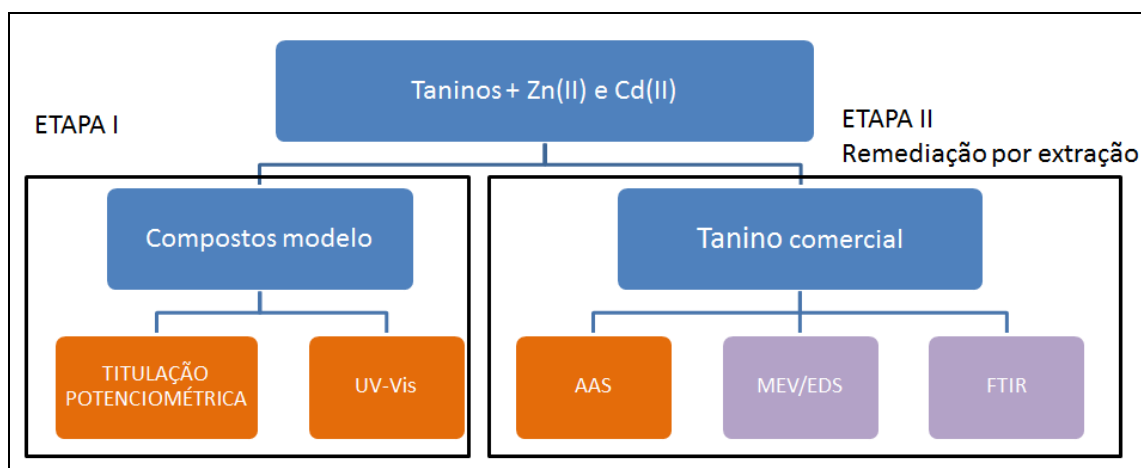 Taninos + Zn(II) e Cd(II)
ETAPA I
ETAPA II
Remediação por extração
Compostos modelo
Tanino comercial
TITULAÇÃO
POTENCIOMÉTRICA
UV-Vis
AAS
MEV/EDS
FTIR